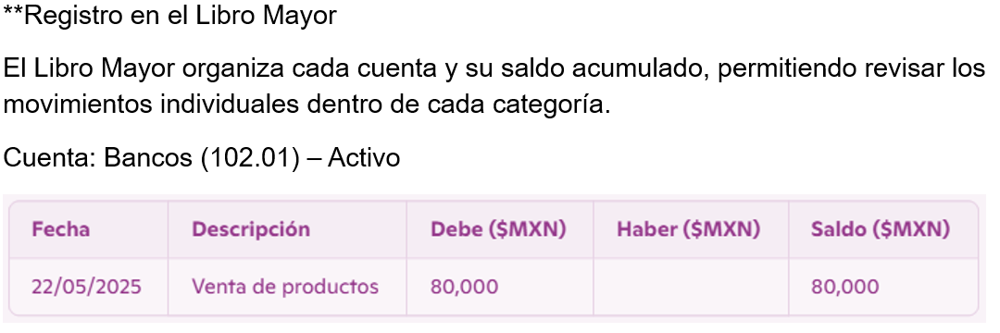 **Registro en el Libro Mayor
El Libro Mayor organiza cada cuenta y su saldo acumulado, permitiendo revisar los
movimientos individuales dentro de cada categoría.
Cuenta: Bancos (102.01) – Activo
Fecha Descripción Debe ($MXN) Haber ($MXN) Saldo ($MXN)
22/05/2025 Venta de productos 80,000 80,000